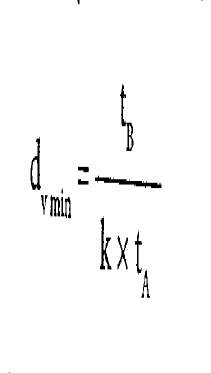 d_v min = t_B / k × t_A